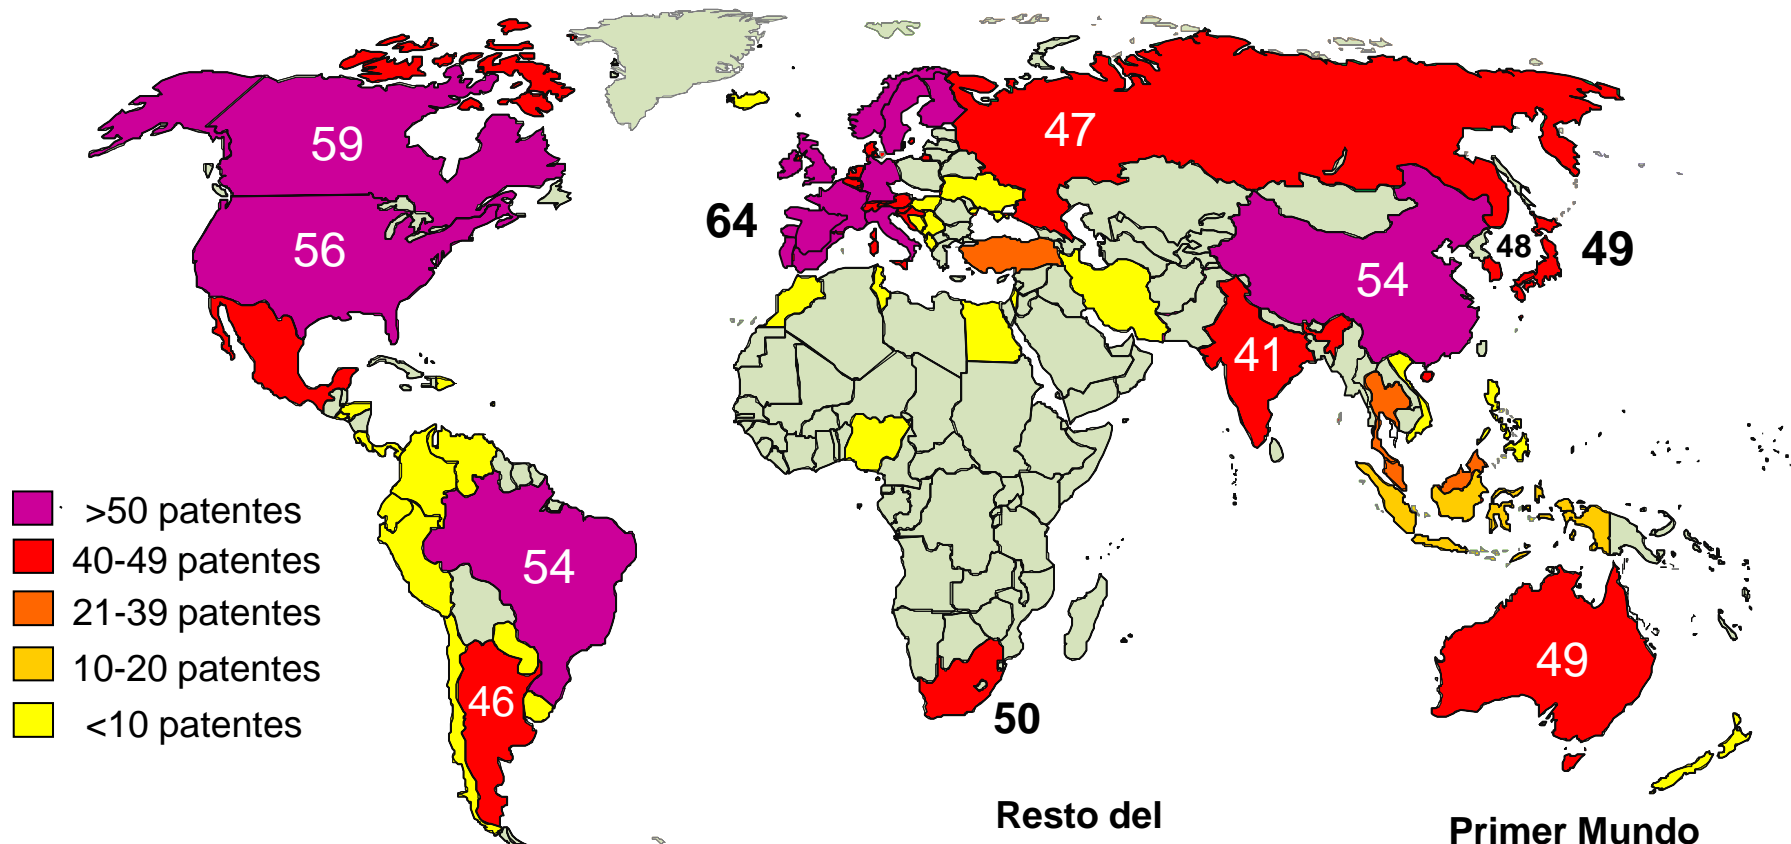 59
47
64
56
48
49
54
41
>50 patentes
40-49 patentes
54
21-39 patentes
10-20 patentes
49
46
<10 patentes
50
Resto del
Primer Mundo